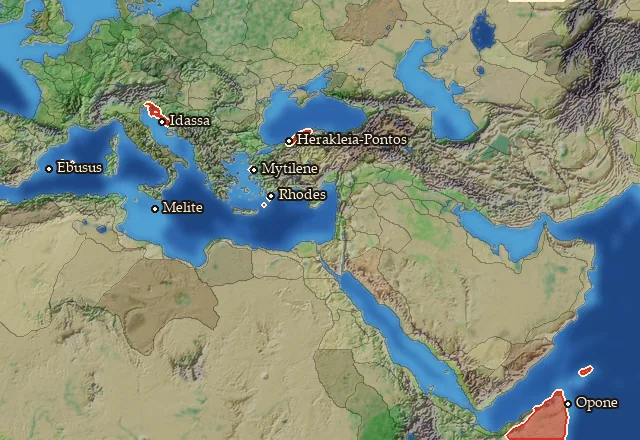 Idassa
Herakleia-Pontos
Ebusus
Mytilene
Rhodes
Melite
Opone